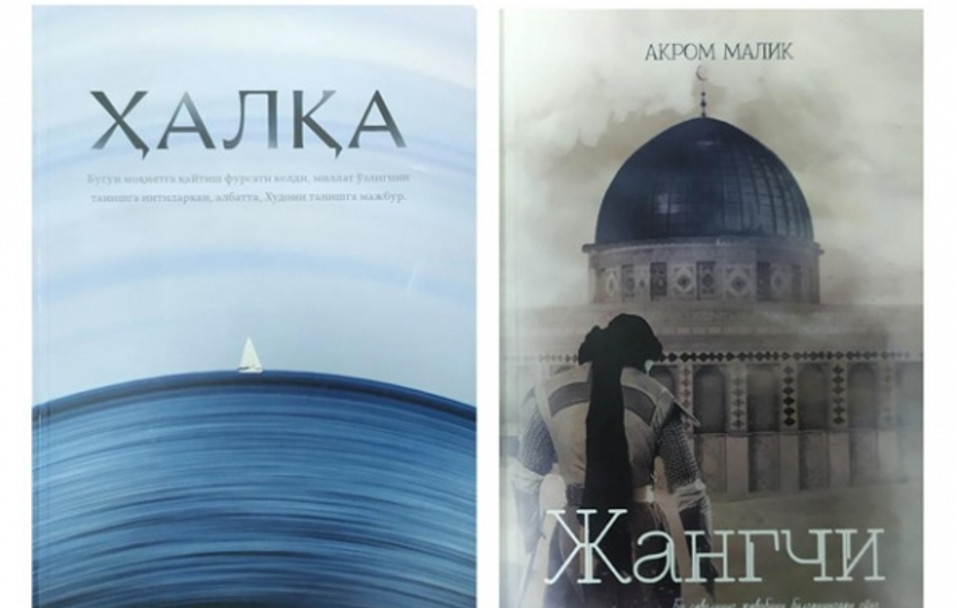 ҲАЛҚА
Бугун моҳиятга қайтиш фурсати келди, миллат ўзлигини
танишга интиларкан, албатта, Худони танишга мажбур.
АКРОМ МАЛИК
Жангчи